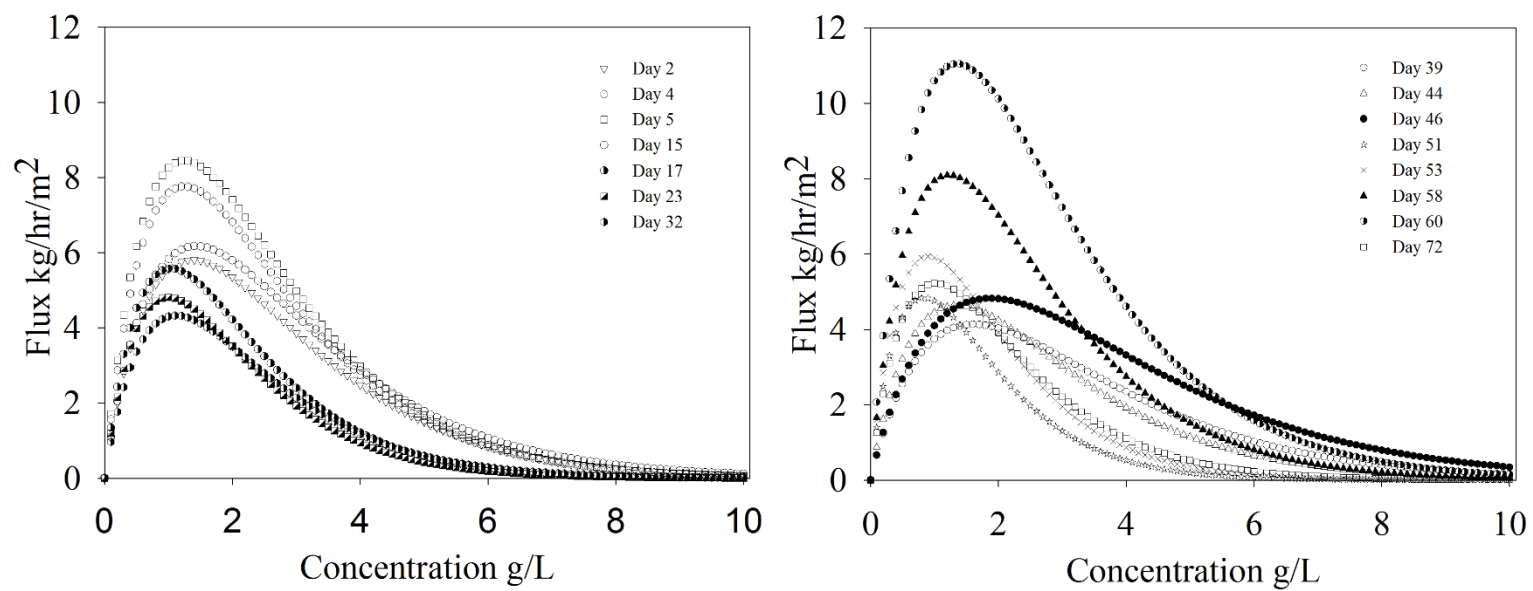 12
10
8
6
4
2
0
Flux kg/hr/m2
Day 2
Day 4
Day 5
Day 15
Day 17
Day 23
Day 32
0 2 4 6 8 10
Concentration g/L
12
10
8
6
4
2
0
Flux kg/hr/m2
Day 39
Day 44
Day 46
Day 51
Day 53
Day 58
Day 60
Day 72
0 2 4 6 8 10
Concentration g/L